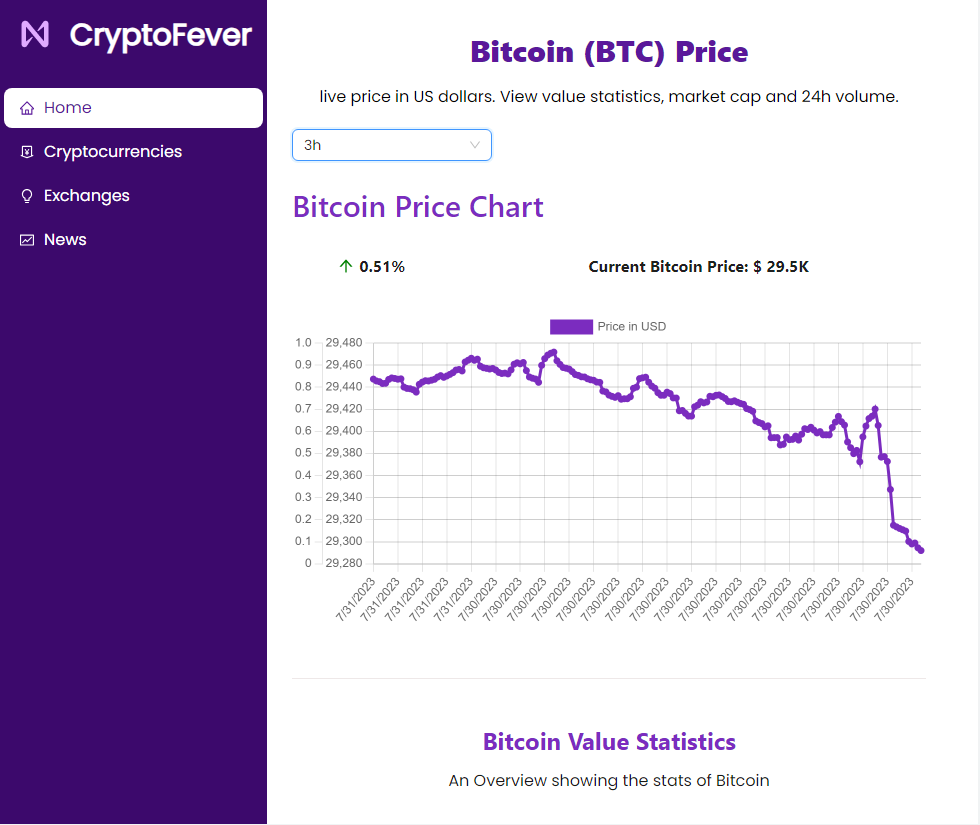 CryptoFever
Home
Cryptocurrencies
Exchanges
News
Bitcoin (BTC) Price
live price in US dollars. View value statistics, market cap and 24h volume.
3h
Bitcoin Price Chart
0.51%
Current Bitcoin Price: $ 29.5K
Price in USD
1.0 29,480
0.9 29,460
0.8 29,440
0.7 29,420
0.6 29,400
0.5 29,380
0.4 29,360
0.3 29,340
0.2 29,320
0.1 29,300
0 29,280
7/31/2023 7/31/2023 7/31/2023 7/31/2023 7/31/2023 7/30/2023 7/30/2023 7/30/2023 7/30/2023 7/30/2023 7/30/2023 7/30/2023 7/30/2023 7/30/2023 7/30/2023 7/30/2023 7/30/2023 7/30/2023 7/30/2023 7/30/2023 7/30/2023 7/30/2023 7/30/2023
Bitcoin Value Statistics
An Overview showing the stats of Bitcoin